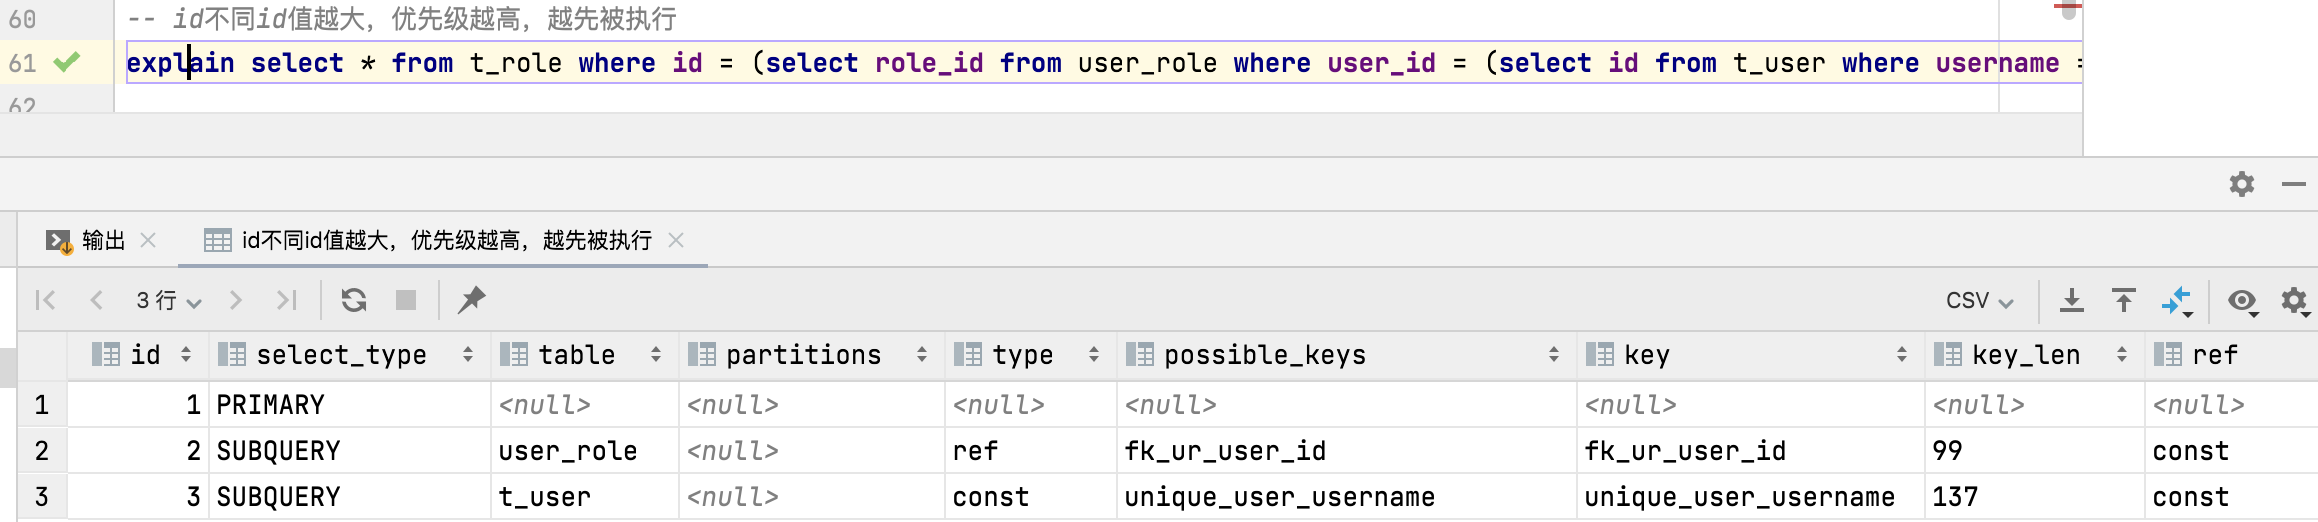 60 -- id不同id值越大，优先级越高，越先被执行
61 explain select * from t_role where id = (select role_id from user_role where user_id = (select id from t_user where username =
62
输出 id不同id值越大，优先级越高，越先被执行
3 行 CSV
id select_type table partitions type possible_keys key key_len ref
1 1 PRIMARY <null> <null> <null> <null> <null> <null> <null>
2 2 SUBQUERY user_role <null> ref fk_ur_user_id fk_ur_user_id 99 const
3 3 SUBQUERY t_user <null> const unique_user_username unique_user_username 137 const